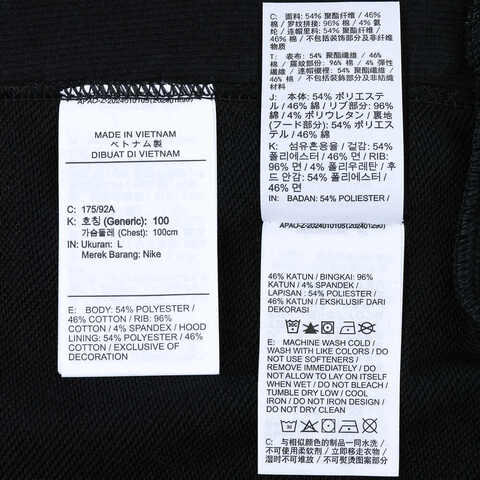 APAO-Z-2024010105(20241290)
MADE IN VIETNAM
ベトナム製
DIBUAT DI VIETNAM
C: 175/92A
K: 호칭 (Generic): 100
가슴둘레 (Chest): 100cm
IN: Ukuran: L
Merek Barang: Nike
E: BODY: 54% POLYESTER /
46% COTTON / RIB: 96%
COTTON / 4% SPANDEX / HOOD
LINING: 54% POLYESTER / 46%
COTTON / EXCLUSIVE OF
DECORATION
C: 面料: 54% 聚酯纤维 / 46%
棉 / 罗纹拼接: 96% 棉 / 4% 氨
纶 / 连帽里料: 54% 聚酯纤维 /
46% 棉 / 不包括装饰部分及非纤维
物质
T: 表布: 54% 聚酯纖維 / 46%
棉 / 羅紋部份: 96% 棉 / 4% 彈性
纖維 / 連帽襯裡: 54% 聚酯纖維 /
46% 棉 / 不包括裝飾部分及非紡織
材料
J: 本体: 54% ポリエステル
/ 46% 綿 / リブ部分: 96%
綿 / 4% ポリウレタン / 裏地
(フード部分): 54% ポリエス
テル / 46% 綿
K: 섬유혼용율 / 겉감: 54%
폴리에스터 / 46% 면 / RIB:
96% 면 / 4% 폴리우레탄 / 후
드 안감: 54% 폴리에스터 /
46% 면
IN: BADAN: 54% POLIESTER /
APAO-Z-2024010105(20241290)
46% KATUN / BINGKAI: 96%
KATUN / 4% SPANDEK /
LAPISAN : 54% POLIESTER /
46% KATUN / EKSKLUSIF DARI
DEKORASI
E: MACHINE WASH COLD /
WASH WITH LIKE COLORS / DO
NOT USE SOFTENERS /
REMOVE IMMEDIATELY / DO
NOT ALLOW TO LAY ON ITSELF
WHEN WET / DO NOT BLEACH /
TUMBLE DRY LOW / COOL
IRON / DO NOT IRON DESIGN /
DO NOT DRY CLEAN
C: 与相似颜色的制品一同水洗 /
不可使用柔软剂 / 立即移走衣物 /
湿时不可堆放 / 不可熨烫图案部分